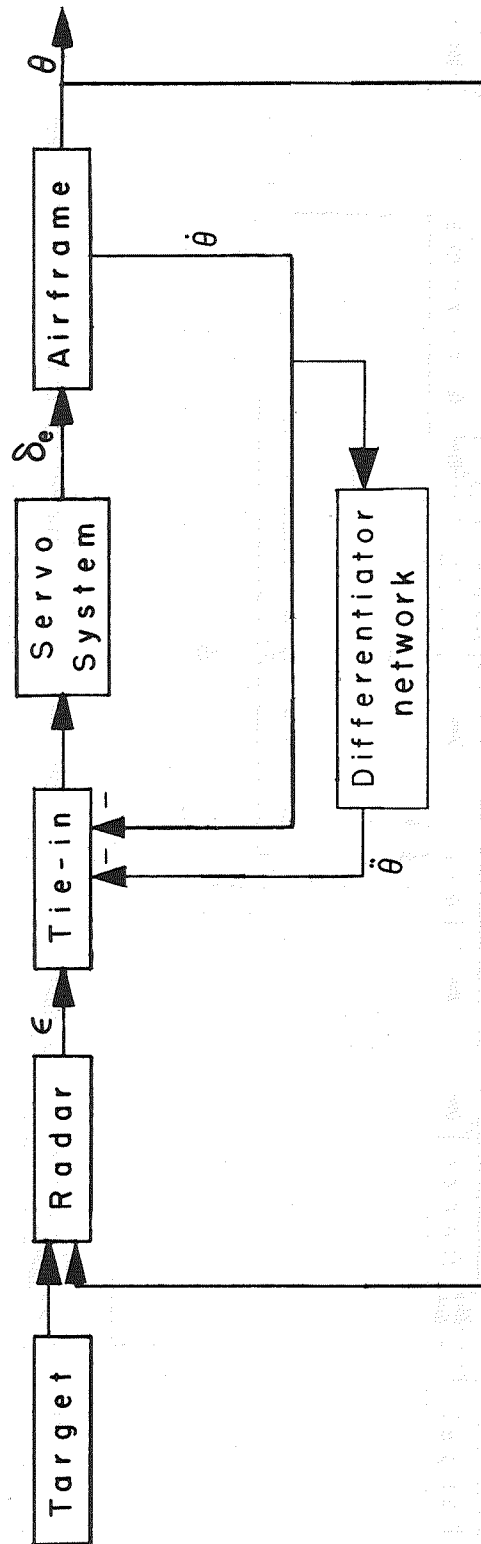 Target
Radar
ϵ
Tie-in
Servo
System
δe
Airframe
θ
θ̇
−
−
Differentiator
network
θ̈